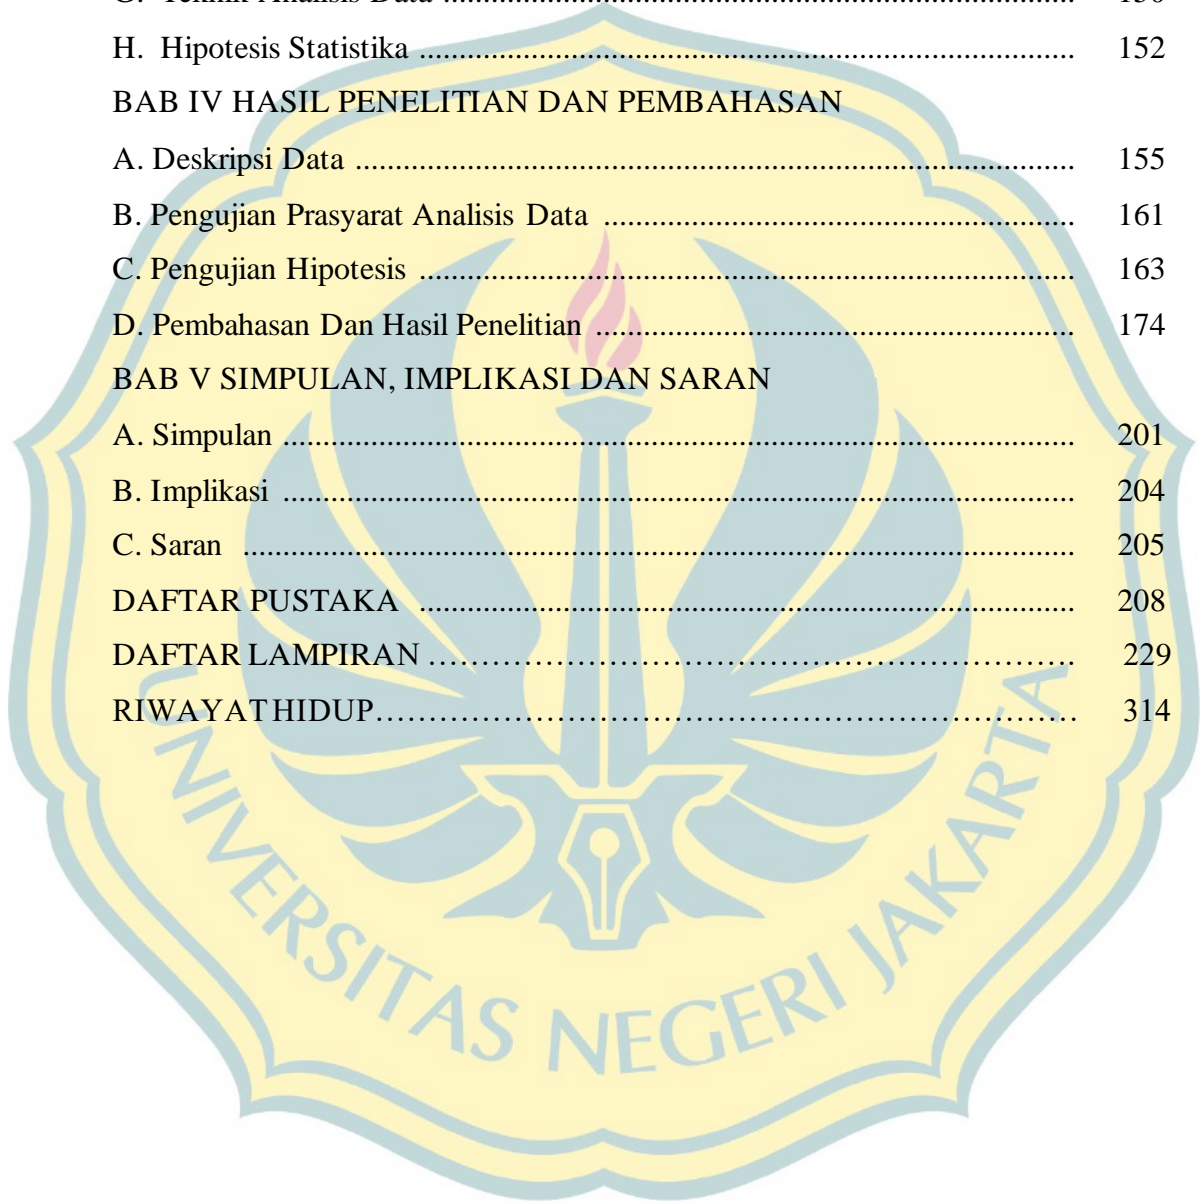 H. Hipotesis Statistika ........................................................................ 152
BAB IV HASIL PENELITIAN DAN PEMBAHASAN
A. Deskripsi Data ........................................................................ 155
B. Pengujian Prasyarat Analisis Data ........................................................................ 161
C. Pengujian Hipotesis ........................................................................ 163
D. Pembahasan Dan Hasil Penelitian ........................................................................ 174
BAB V SIMPULAN, IMPLIKASI DAN SARAN
A. Simpulan ........................................................................ 201
B. Implikasi ........................................................................ 204
C. Saran ........................................................................ 205
DAFTAR PUSTAKA ........................................................................ 208
DAFTAR LAMPIRAN ........................................................................ 229
RIWAYAT HIDUP........................................................................ 314
UNIVERSITAS NEGERI JAKARTA